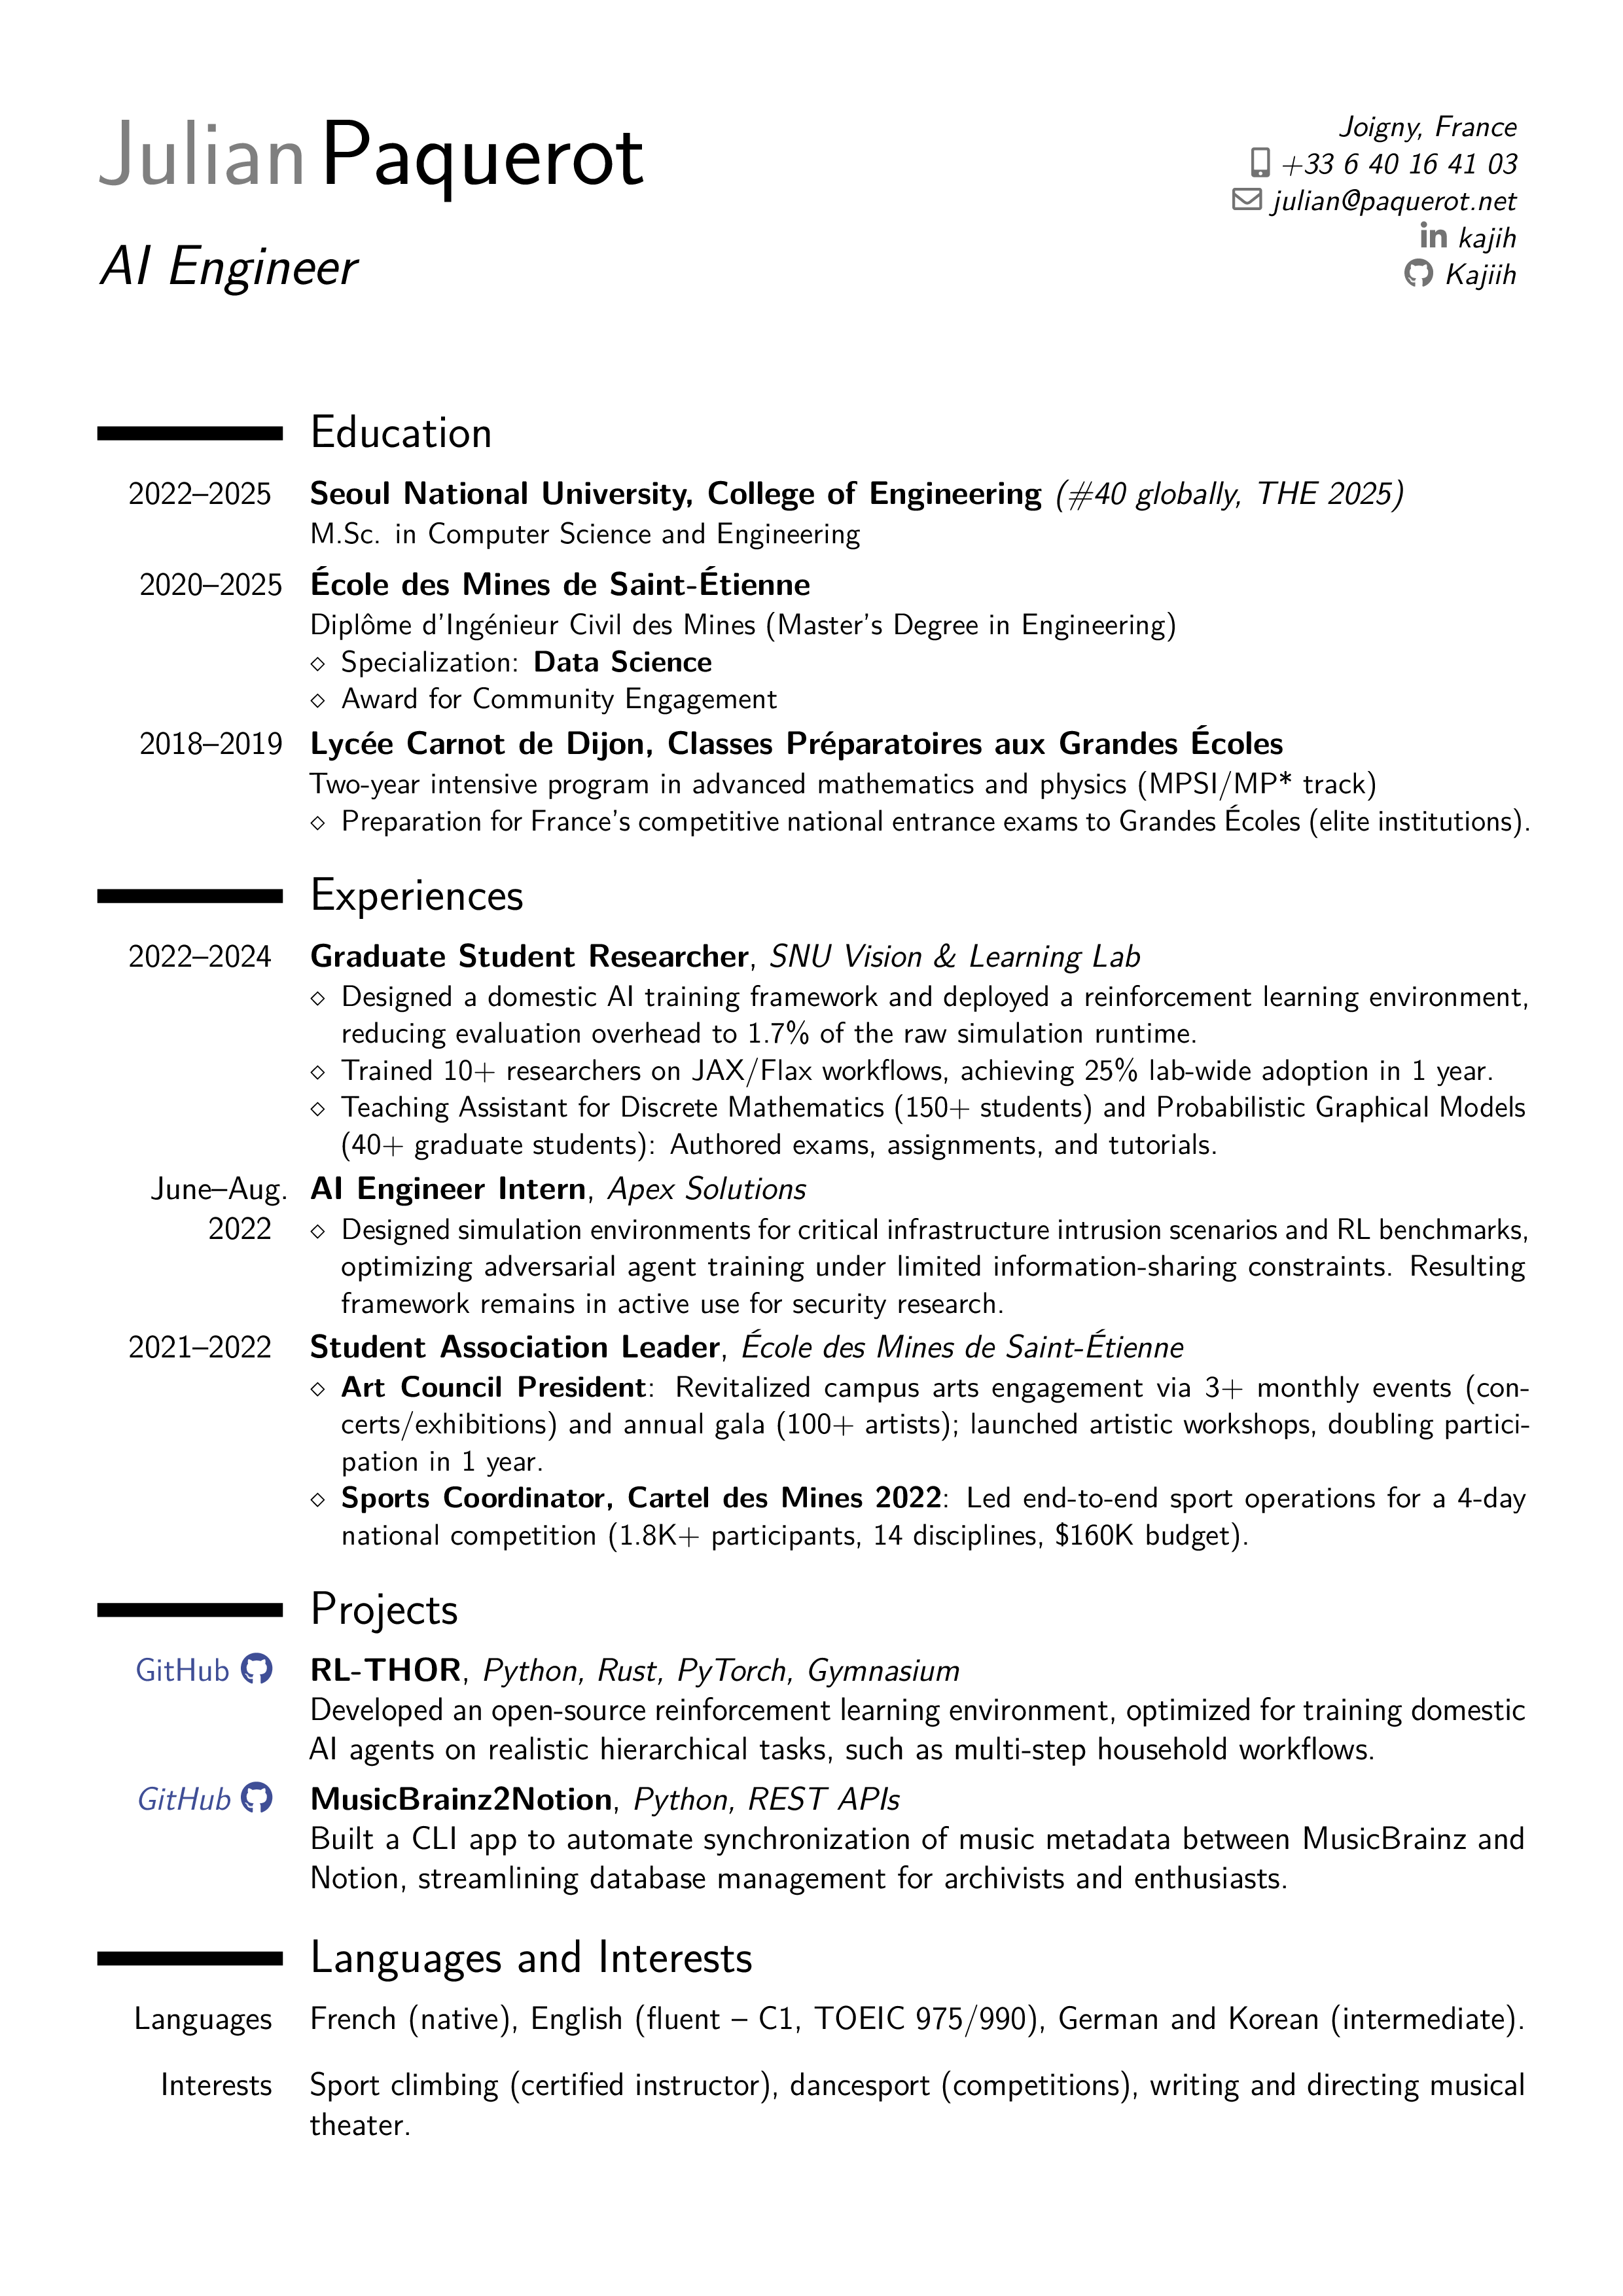 Julian Paquerot
AI Engineer
Joigny, France
+33 6 40 16 41 03
julian@paquerot.net
kajih
Kajiih
Education
2022–2025 Seoul National University, College of Engineering (#40 globally, THE 2025)
M.Sc. in Computer Science and Engineering
2020–2025 École des Mines de Saint-Étienne
Diplôme d'Ingénieur Civil des Mines (Master's Degree in Engineering)
⋄ Specialization: Data Science
⋄ Award for Community Engagement
2018–2019 Lycée Carnot de Dijon, Classes Préparatoires aux Grandes Écoles
Two-year intensive program in advanced mathematics and physics (MPSI/MP* track)
⋄ Preparation for France's competitive national entrance exams to Grandes Écoles (elite institutions).
Experiences
2022–2024 Graduate Student Researcher, SNU Vision & Learning Lab
⋄ Designed a domestic AI training framework and deployed a reinforcement learning environment,
reducing evaluation overhead to 1.7% of the raw simulation runtime.
⋄ Trained 10+ researchers on JAX/Flax workflows, achieving 25% lab-wide adoption in 1 year.
⋄ Teaching Assistant for Discrete Mathematics (150+ students) and Probabilistic Graphical Models
(40+ graduate students): Authored exams, assignments, and tutorials.
June–Aug. AI Engineer Intern, Apex Solutions
2022 ⋄ Designed simulation environments for critical infrastructure intrusion scenarios and RL benchmarks,
optimizing adversarial agent training under limited information-sharing constraints. Resulting
framework remains in active use for security research.
2021–2022 Student Association Leader, École des Mines de Saint-Étienne
⋄ Art Council President: Revitalized campus arts engagement via 3+ monthly events (con-
certs/exhibitions) and annual gala (100+ artists); launched artistic workshops, doubling partici-
pation in 1 year.
⋄ Sports Coordinator, Cartel des Mines 2022: Led end-to-end sport operations for a 4-day
national competition (1.8K+ participants, 14 disciplines, $160K budget).
Projects
GitHub RL-THOR, Python, Rust, PyTorch, Gymnasium
Developed an open-source reinforcement learning environment, optimized for training domestic
AI agents on realistic hierarchical tasks, such as multi-step household workflows.
GitHub MusicBrainz2Notion, Python, REST APIs
Built a CLI app to automate synchronization of music metadata between MusicBrainz and
Notion, streamlining database management for archivists and enthusiasts.
Languages and Interests
Languages French (native), English (fluent – C1, TOEIC 975/990), German and Korean (intermediate).
Interests Sport climbing (certified instructor), dancesport (competitions), writing and directing musical
theater.